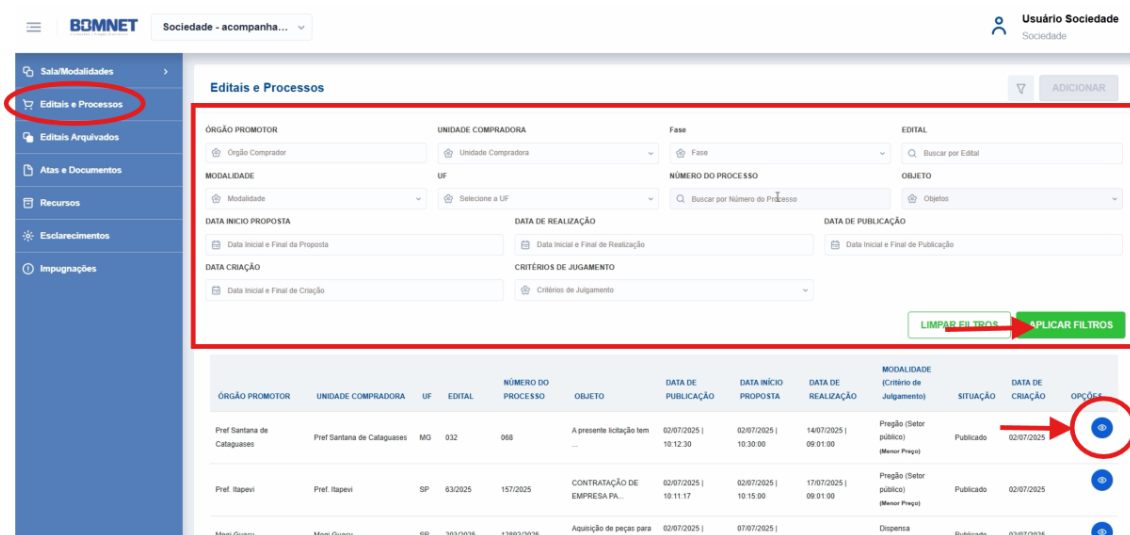 BBMNET
Sociedade - acompanha...
Usuário Sociedade
Sociedade
Sala/Modalidades
Editais e Processos
Editais Arquivados
Atas e Documentos
Recursos
Esclarecimentos
Impugnações
Editais e Processos
ADICIONAR
ÓRGÃO PROMOTOR UNIDADE COMPRADORA Fase EDITAL
Orgão Comprador Unidade Compradora Fase Buscar por Edital
MODALIDADE UF NÚMERO DO PROCESSO OBJETO
Modalidade Selecione a UF Buscar por Número do Processo Objetos
DATA INICIO PROPOSTA DATA DE REALIZAÇÃO DATA DE PUBLICAÇÃO
Data Inicial e Final da Proposta Data Inicial e Final de Realização Data Inicial e Final de Publicação
DATA CRIAÇÃO CRITÉRIOS DE JUGAMENTO
Data Inicial e Final de Criação Critérios de Julgamento
LIMPAR FILTROS APLICAR FILTROS
ÓRGÃO PROMOTOR UNIDADE COMPRADORA UF EDITAL NÚMERO DO PROCESSO OBJETO DATA DE PUBLICAÇÃO DATA INÍCIO PROPOSTA DATA DE REALIZAÇÃO MODALIDADE (Critério de Julgamento) SITUAÇÃO DATA DE CRIAÇÃO OPÇÕES
Pref Santana de Cataguases Pref Santana de Cataguases MG 032 068 A presente licitação tem ... 02/07/2025 | 10:12:30 02/07/2025 | 10:30:00 14/07/2025 | 09:01:00 Pregão (Setor público) (Menor Preço) Publicado 02/07/2025
Pref. Itapevi Pref. Itapevi SP 63/2025 157/2025 CONTRATAÇÃO DE EMPRESA PA... 02/07/2025 | 10:11:17 02/07/2025 | 10:15:00 17/07/2025 | 09:01:00 Pregão (Setor público) (Menor Preço) Publicado 02/07/2025
Mogi Guaçu Mogi Guaçu SP Aquisição de peças para 02/07/2025 | 07/07/2025 | Dispensa Publicado 02/07/2025